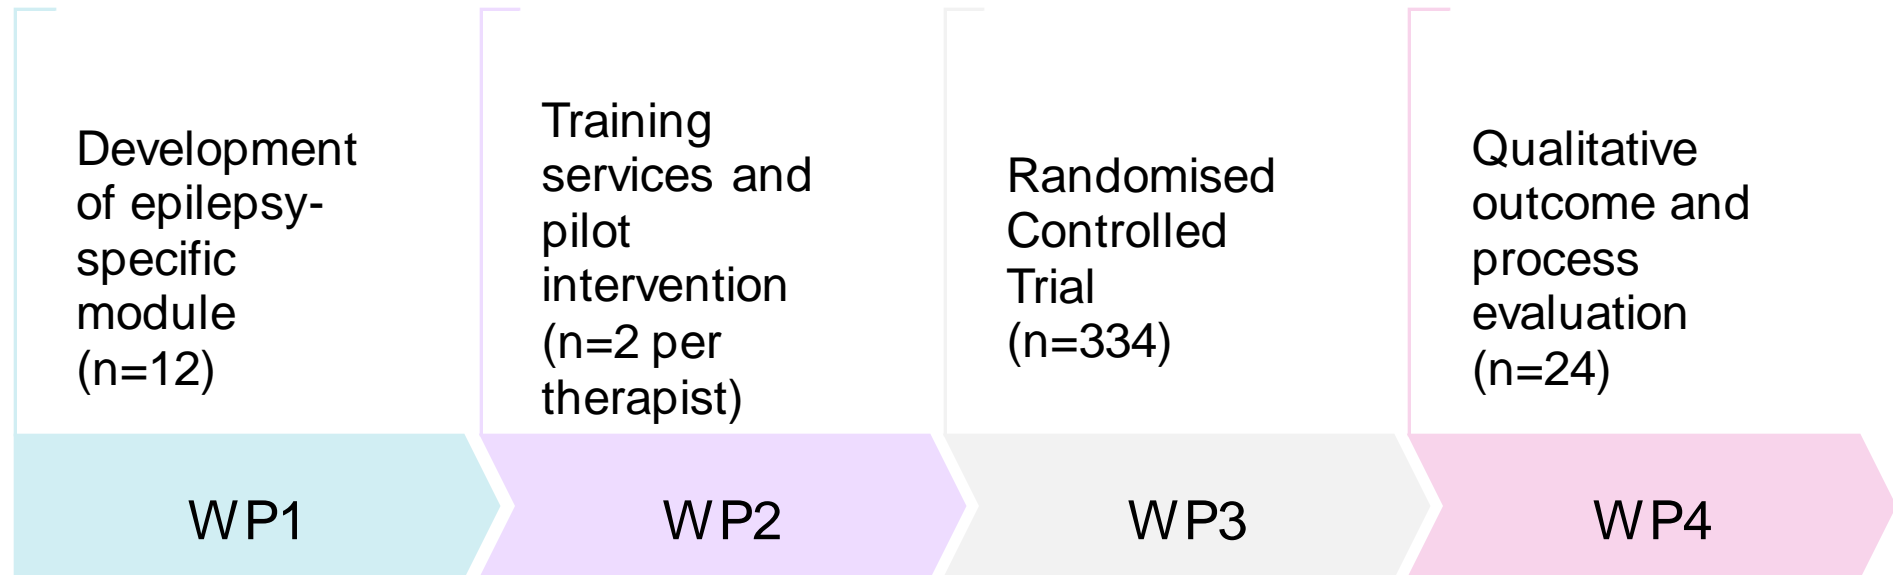 Development
of epilepsy-
specific
module
(n=12)
Training
services and
pilot
intervention
(n=2 per
therapist)
Randomised
Controlled
Trial
(n=334)
Qualitative
outcome and
process
evaluation
(n=24)
WP1
WP2
WP3
WP4